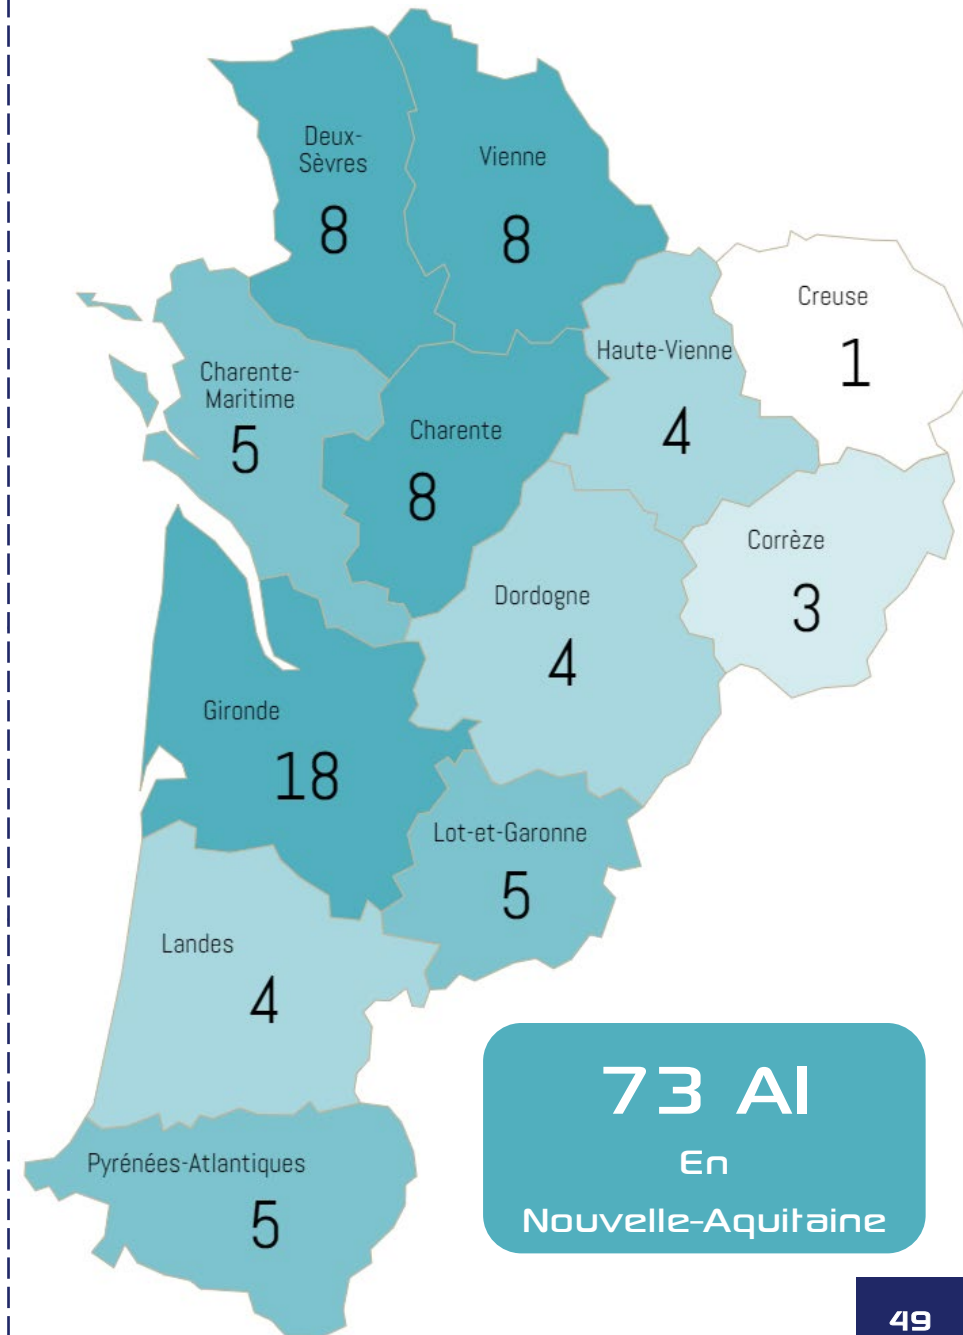 Deux-
Sèvres
8
Vienne
8
Creuse
1
Haute-Vienne
4
Charente-
Maritime
5
Charente
8
Corrèze
3
Dordogne
4
Gironde
18
Lot-et-Garonne
5
Landes
4
Pyrénées-Atlantiques
5
73 AI
En
Nouvelle-Aquitaine
49